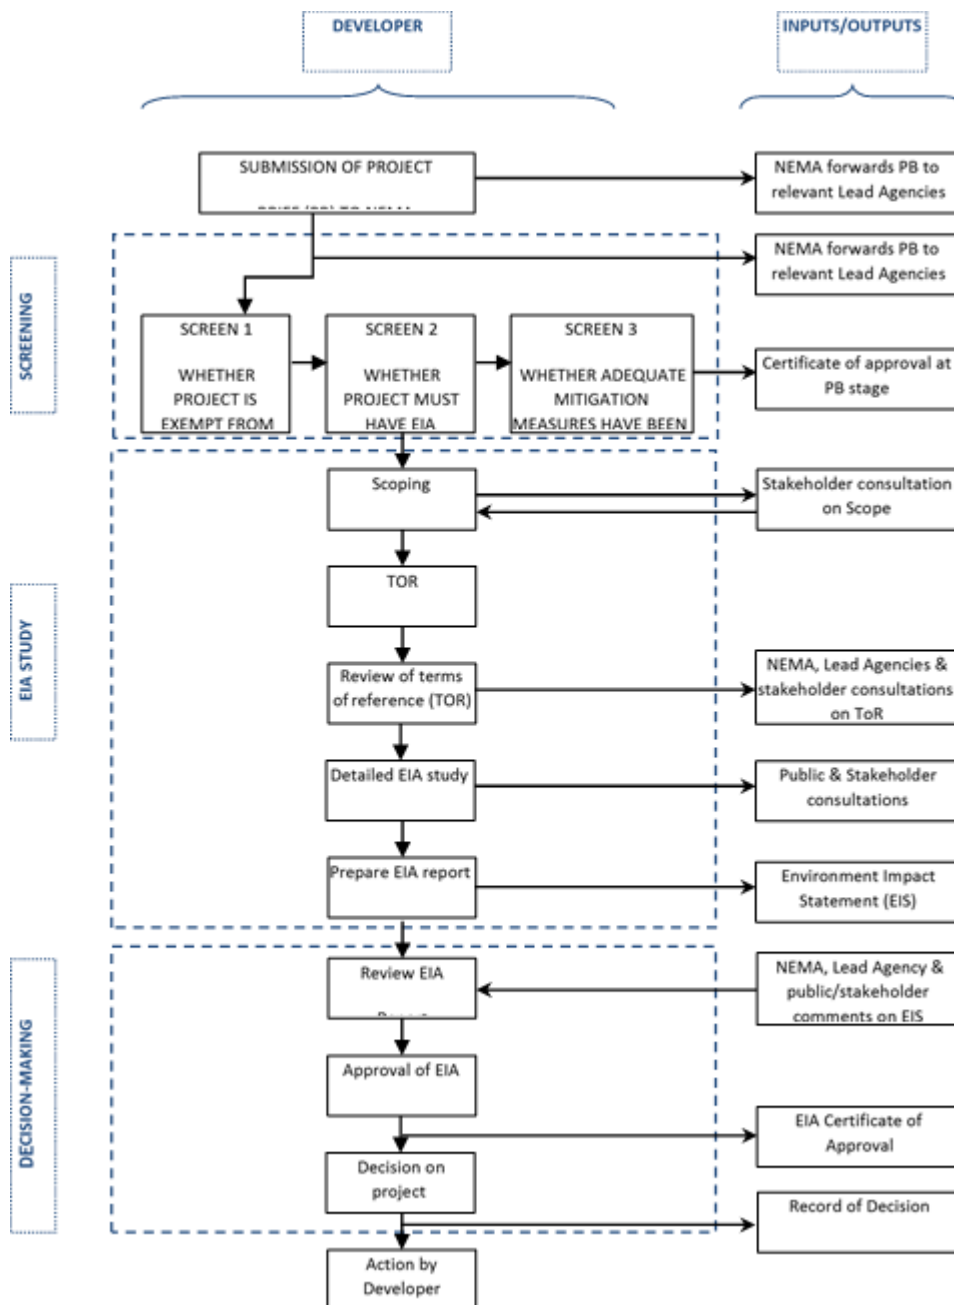 DEVELOPER
INPUTS/OUTPUTS
SUBMISSION OF PROJECT
NEMA forwards PB to
relevant Lead Agencies
NEMA forwards PB to
relevant Lead Agencies
SCREENING
SCREEN 1
WHETHER
PROJECT IS
EXEMPT FROM
SCREEN 2
WHETHER
PROJECT MUST
HAVE EIA
SCREEN 3
WHETHER ADEQUATE
MITIGATION
MEASURES HAVE BEEN
Certificate of approval at
PB stage
EIA STUDY
Scoping
Stakeholder consultation
on Scope
TOR
Review of terms
of reference (TOR)
NEMA, Lead Agencies &
stakeholder consultations
on ToR
Detailed EIA study
Public & Stakeholder
consultations
Prepare EIA report
Environment Impact
Statement (EIS)
DECISION-MAKING
Review EIA
NEMA, Lead Agency &
public/stakeholder
comments on EIS
Approval of EIA
EIA Certificate of
Approval
Decision on
project
Record of Decision
Action by
Developer